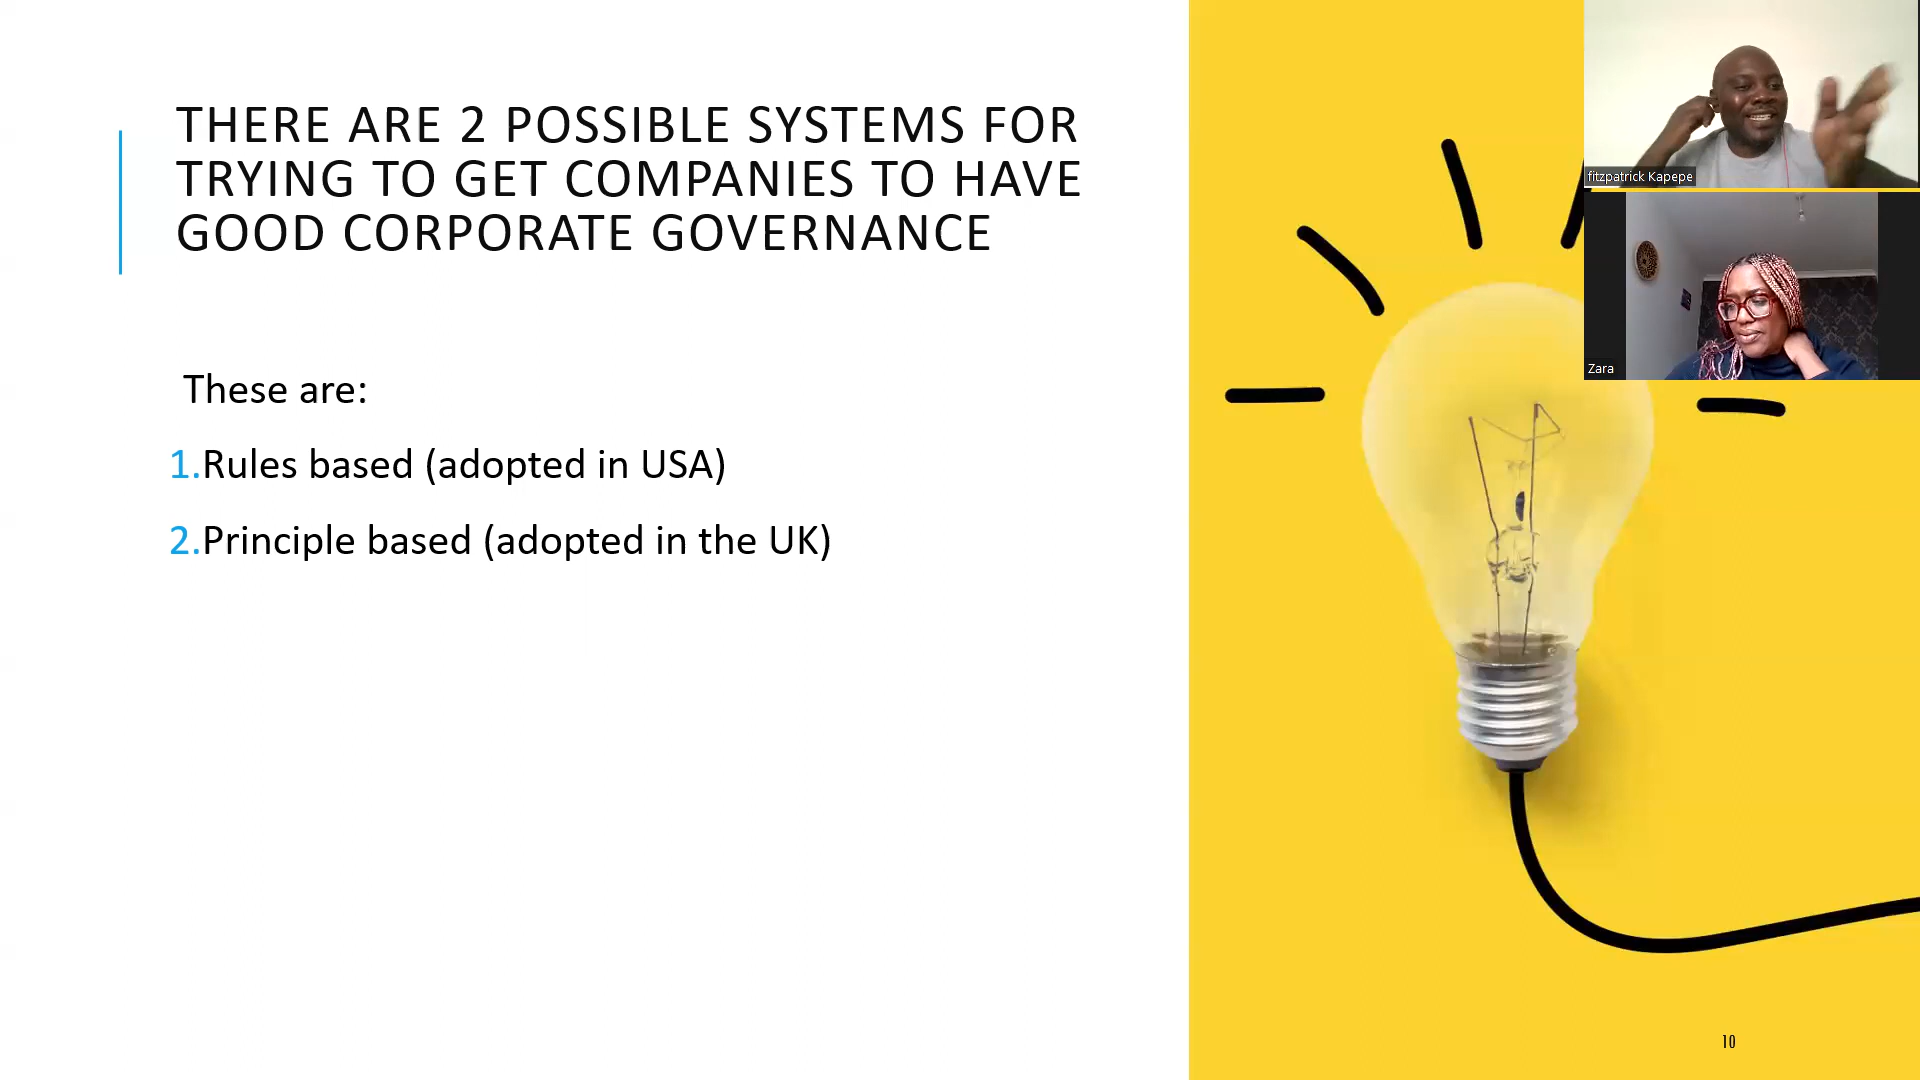 THERE ARE 2 POSSIBLE SYSTEMS FOR
TRYING TO GET COMPANIES TO HAVE
GOOD CORPORATE GOVERNANCE
These are:
1.Rules based (adopted in USA)
2.Principle based (adopted in the UK)
fitzpatrick Kapepe
Zara
10